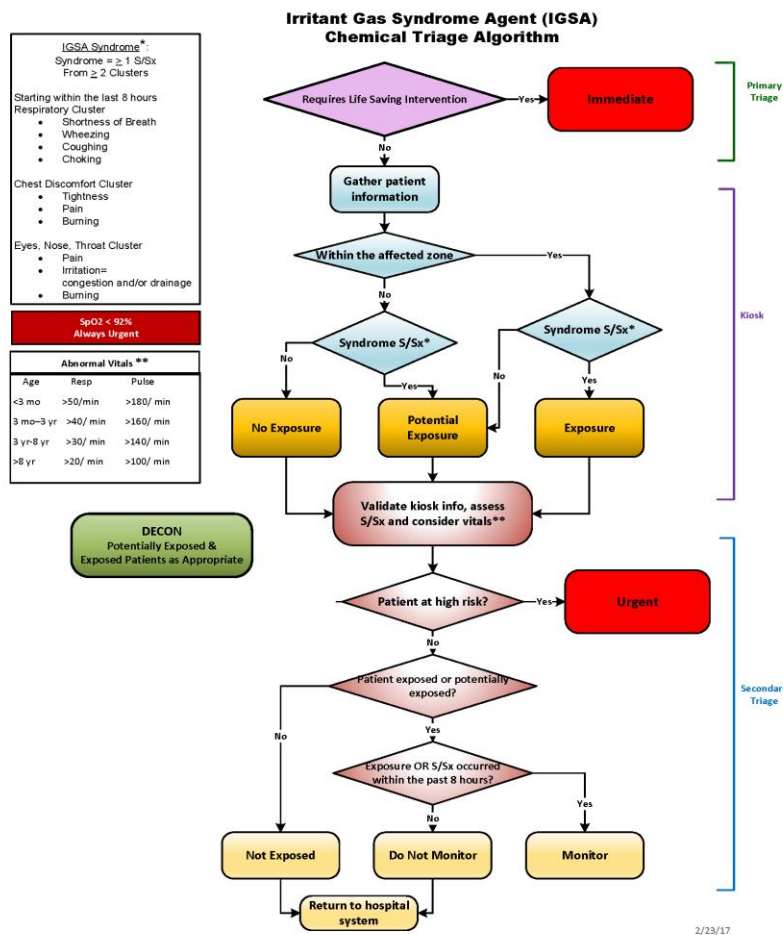 Irritant Gas Syndrome Agent (IGSA)
Chemical Triage Algorithm
IGSA Syndrome*:
Syndrome = ≥ 1 S/Sx
From ≥ 2 Clusters
Starting within the last 8 hours
Respiratory Cluster
• Shortness of Breath
• Wheezing
• Coughing
• Choking
Chest Discomfort Cluster
• Tightness
• Pain
• Burning
Eyes, Nose, Throat Cluster
• Pain
• Irritation=
congestion and/or drainage
• Burning
SpO2 < 92%
Always Urgent
Abnormal Vitals **
Age Resp Pulse
<3 mo >50/min >180/ min
3 mo–3 yr >40/ min >160/ min
3 yr-8 yr >30/ min >140/ min
>8 yr >20/ min >100/ min
DECON
Potentially Exposed &
Exposed Patients as Appropriate
Requires Life Saving Intervention
Yes
Immediate
Primary
Triage
No
Gather patient
information
Within the affected zone
Yes
No
Syndrome S/Sx*
Syndrome S/Sx*
Kiosk
No
Yes
No
Yes
No Exposure
Potential
Exposure
Exposure
Validate kiosk info, assess
S/Sx and consider vitals**
Patient at high risk?
Yes
Urgent
No
Patient exposed or potentially
exposed?
Secondar
Triage
No
Yes
Exposure OR S/Sx occurred
within the past 8 hours?
Yes
No
Not Exposed
Do Not Monitor
Monitor
Return to hospital
system
2/23/17